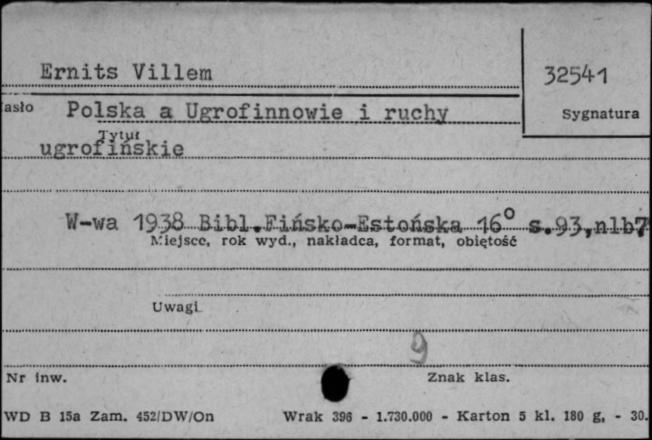 Ernits Villem
32541
asło Polska a Ugrofinnowie i ruchy
Sygnatura
Tytuł
ugrofińskie
W-wa 1938 Bibl.Fińsko-Estońska 16° s.93,nlb7
Miejsce, rok wyd., nakładca, format, objętość
Uwagi
9
Nr inw.
Znak klas.
WD B 15a Zam. 452/DW/On Wrak 396 - 1.730.000 - Karton 5 kl. 180 g, - 30.